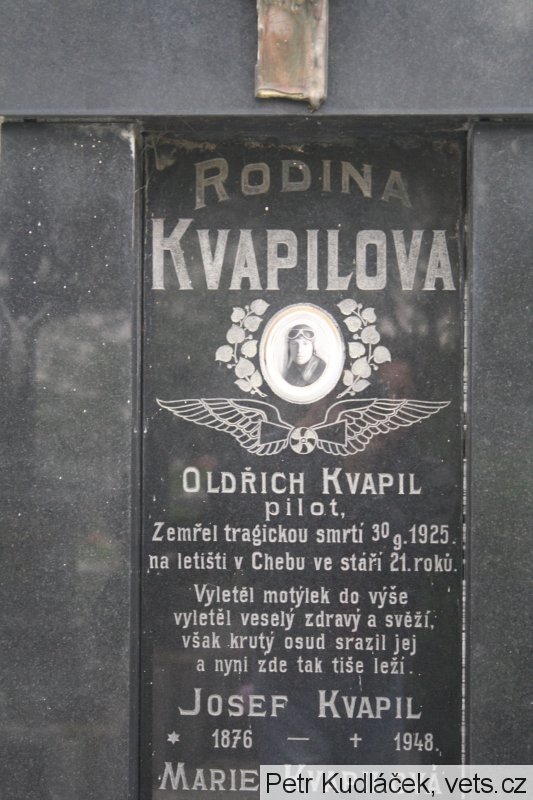 RODINA
KVAPILOVA
OLDŘICH KVAPIL
pilot,
Zemřel tragickou smrtí 30 9. 1925.
na letišti v Chebu ve stáří 21. roků.
Vyletěl motýlek do výše
vyletěl veselý zdravý a svěží,
však krutý osud srazil jej
a nyni zde tak tiše leží.
JOSEF KVAPIL
* 1876 — + 1948.
MARIE
Petr Kudláček, vets.cz